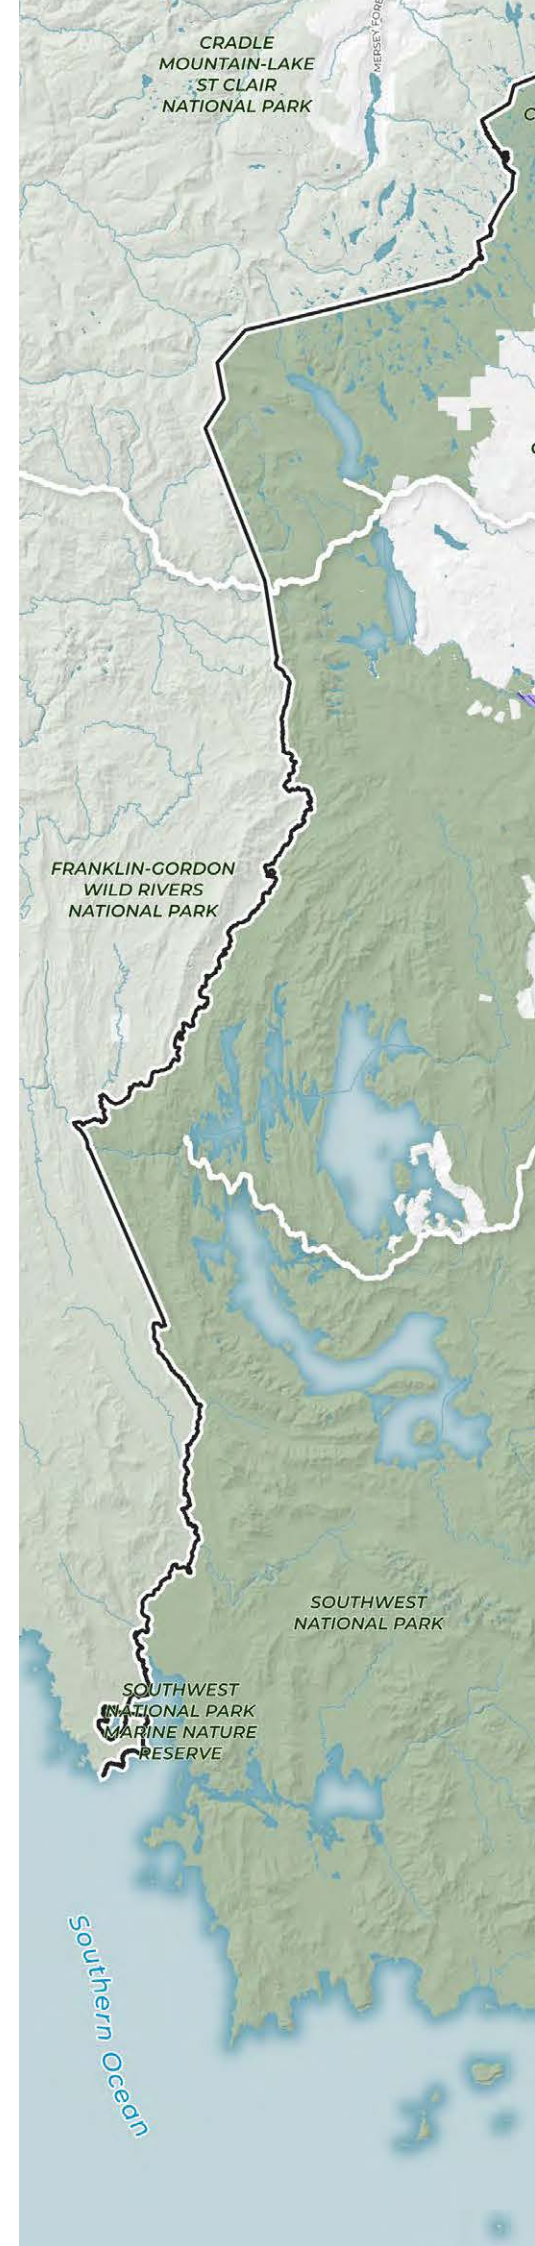 CRADLE
MOUNTAIN-LAKE
ST CLAIR
NATIONAL PARK
FRANKLIN-GORDON
WILD RIVERS
NATIONAL PARK
SOUTHWEST
NATIONAL PARK
SOUTHWEST
NATIONAL PARK
MARINE NATURE
RESERVE
Southern Ocean
MERSEY